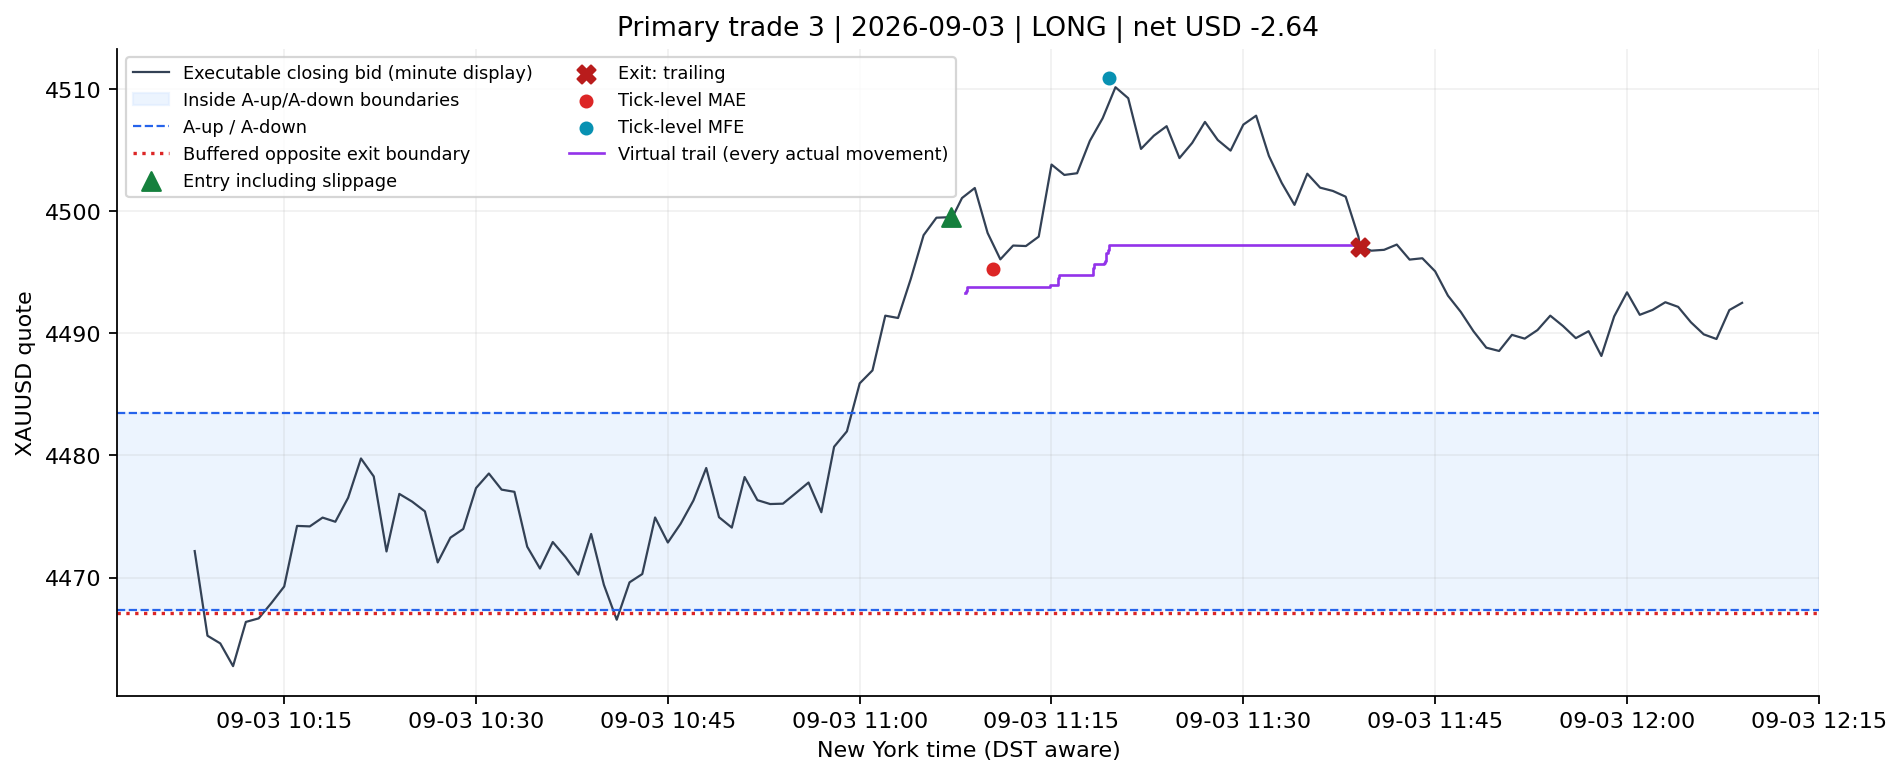 Primary trade 3 | 2026-09-03 | LONG | net USD -2.64
Executable closing bid (minute display)
Inside A-up/A-down boundaries
A-up / A-down
Buffered opposite exit boundary
Entry including slippage
Exit: trailing
Tick-level MAE
Tick-level MFE
Virtual trail (every actual movement)
XAUUSD quote
4510
4500
4490
4480
4470
09-03 10:15
09-03 10:30
09-03 10:45
09-03 11:00
09-03 11:15
09-03 11:30
09-03 11:45
09-03 12:00
09-03 12:15
New York time (DST aware)